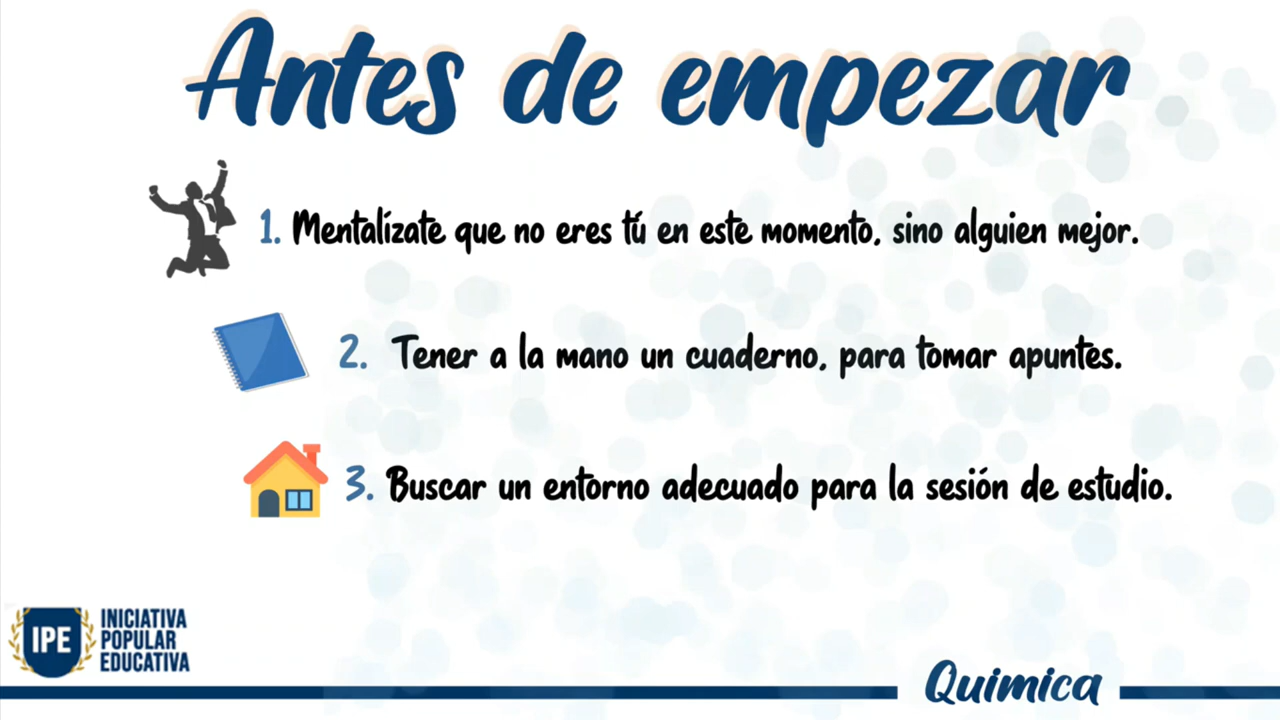 Antes de empezar
1. Mentalízate que no eres tú en este momento, sino alguien mejor.
2. Tener a la mano un cuaderno, para tomar apuntes.
3. Buscar un entorno adecuado para la sesión de estudio.
IPE
INICIATIVA
POPULAR
EDUCATIVA
Quimica